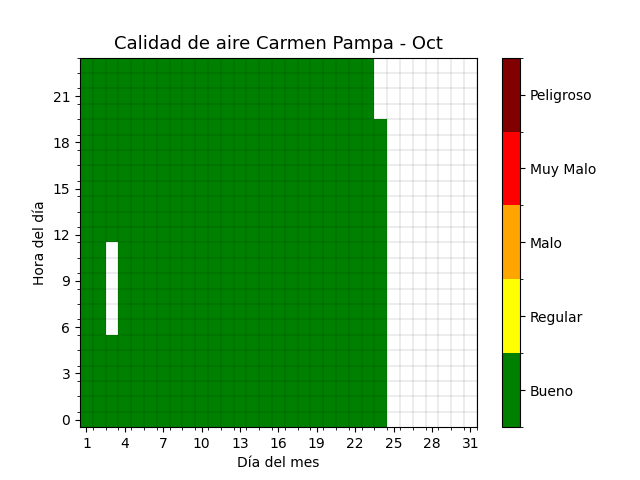 Calidad de aire Carmen Pampa - Oct
Hora del día
21
18
15
12
9
6
3
0
1 4 7 10 13 16 19 22 25 28 31
Día del mes
Peligroso
Muy Malo
Malo
Regular
Bueno